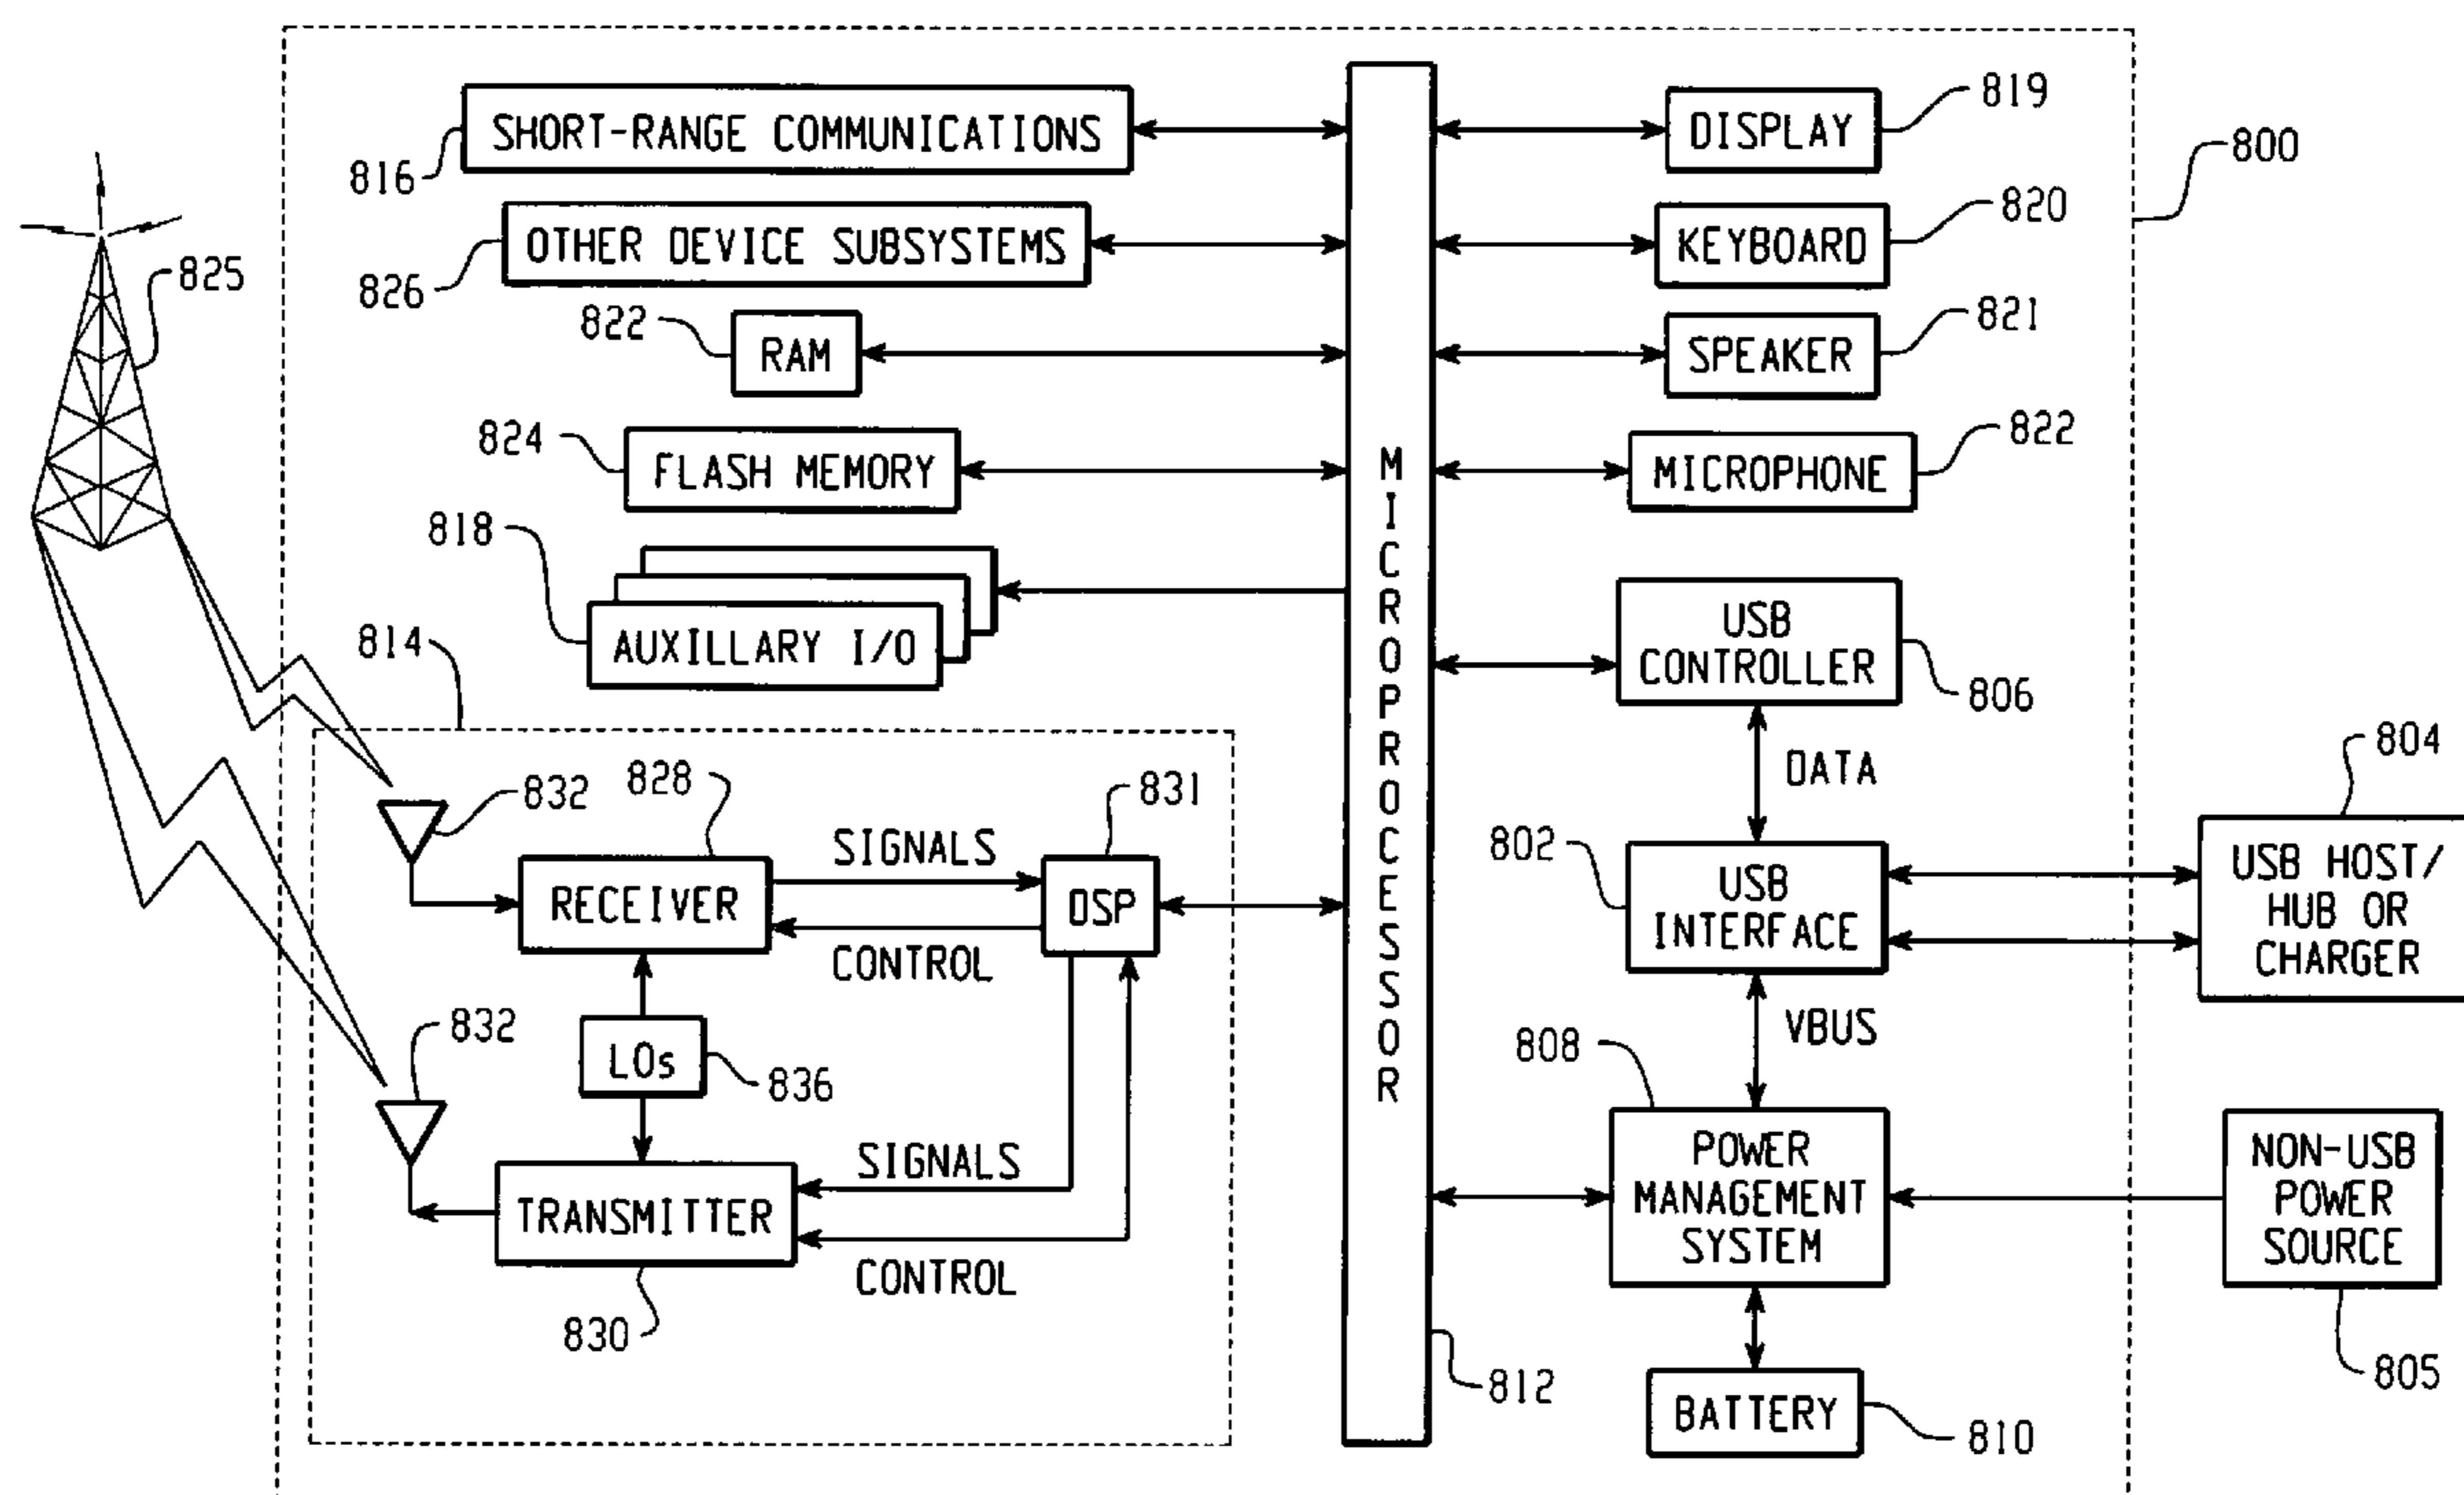 SHORT-RANGE COMMUNICATIONS
816
DISPLAY
819
800
OTHER DEVICE SUBSYSTEMS
826
KEYBOARD
820
825
822
RAM
SPEAKER
821
824
FLASH MEMORY
MICROPHONE
822
818
AUXILLARY I/O
MICROPROCESSOR
812
USB
CONTROLLER
806
DATA
814
832
828
RECEIVER
SIGNALS
CONTROL
831
DSP
802
USB
INTERFACE
804
USB HOST/
HUB OR
CHARGER
832
LOs
836
VBUS
808
POWER
MANAGEMENT
SYSTEM
NON-USB
POWER
SOURCE
805
SIGNALS
TRANSMITTER
CONTROL
830
BATTERY
810